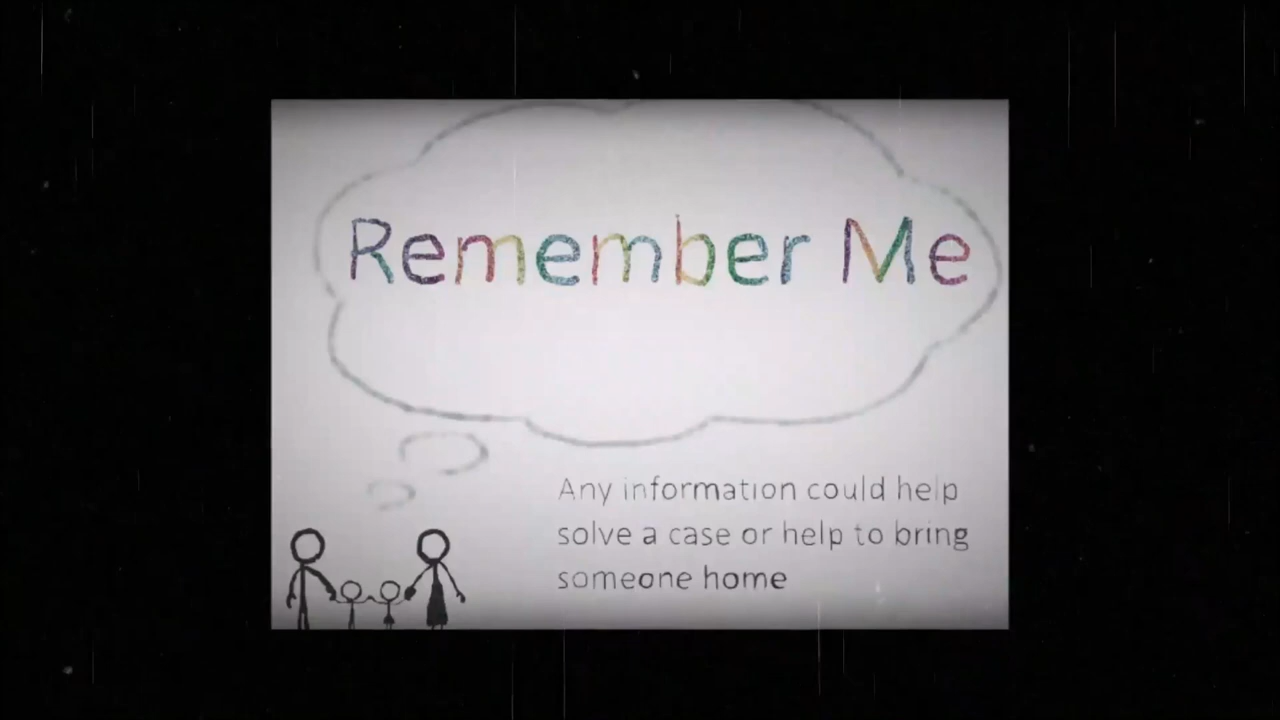 Remember Me
Any information could help
solve a case or help to bring
someone home